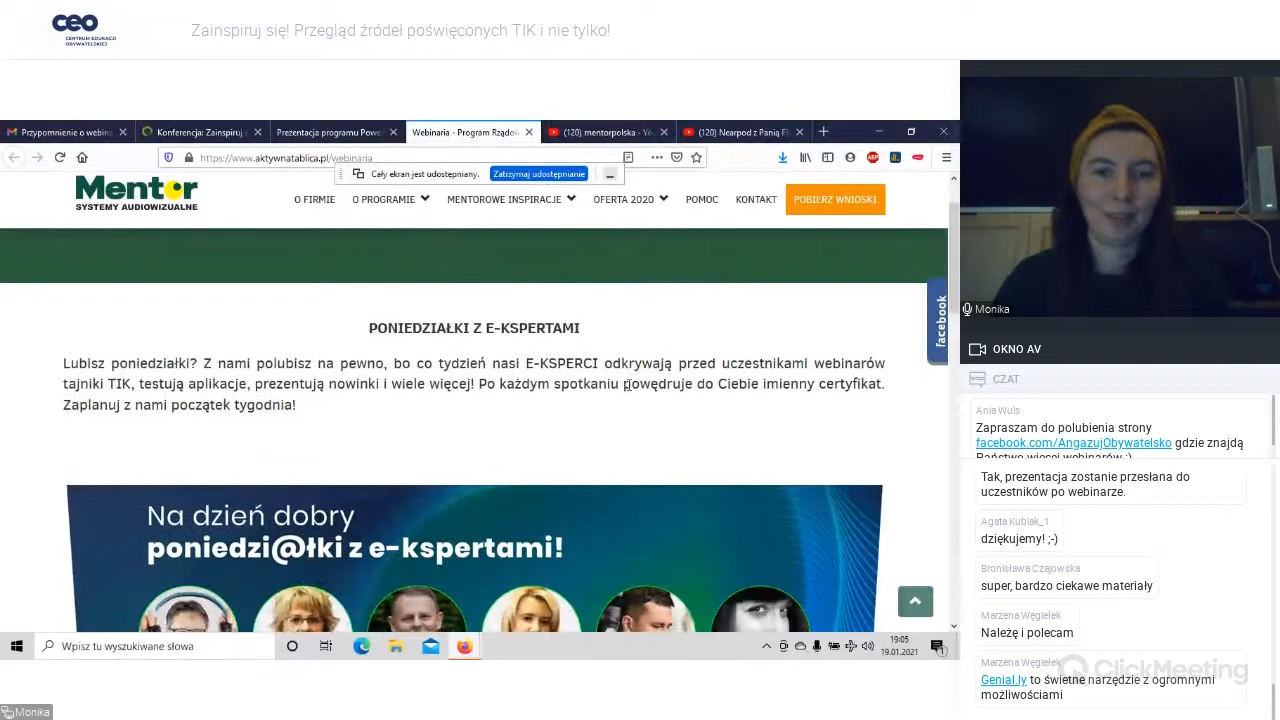 ceo
CENTRUM EDUKACJI
OBYWATELSKIEJ
Zainspiruj się! Przegląd źródeł poświęconych TIK i nie tylko!
Przypomnienie o webina
Konferencja: Zainspiruj s
Prezentacja programu Powe
Webinaria - Program Rządow
(120) mentorpolska - Yo
(120) Nearpod z Panią E
https://www.aktywnatablica.pl/webinaria
Cały ekran jest udostępniany.
Zatrzymaj udostępnianie
Mentor
SYSTEMY AUDIOWIZUALNE
O FIRMIE
O PROGRAMIE
MENTOROWE INSPIRACJE
OFERTA 2020
POMOC
KONTAKT
POBIERZ WNIOSKI
facebook
PONIEDZIAŁKI Z E-KSPERTAMI
Lubisz poniedziałki? Z nami polubisz na pewno, bo co tydzień nasi E-KSPERCI odkrywają przed uczestnikami webinarów
tajniki TIK, testują aplikacje, prezentują nowinki i wiele więcej! Po każdym spotkaniu powędruje do Ciebie imienny certyfikat.
Zaplanuj z nami początek tygodnia!
Na dzień dobry
poniedzi@łki z e-kspertami!
Wpisz tu wyszukiwane słowa
19:05
19.01.2021
1
Monika
Monika
OKNO AV
CZAT
Ania Wuls
Zapraszam do polubienia strony
facebook.com/AngazujObywatelsko gdzie znajdą
Państwo więcej webinarów :)
Tak, prezentacja zostanie przesłana do
uczestników po webinarze.
Agata Kubiak_1
dziękujemy! ;-)
Bronisława Czajowska
super, bardzo ciekawe materiały
Marzena Węgiełek
Należę i polecam
Marzena Węgiełek
Genial.ly to świetne narzędzie z ogromnymi
możliwościami
ClickMeeting